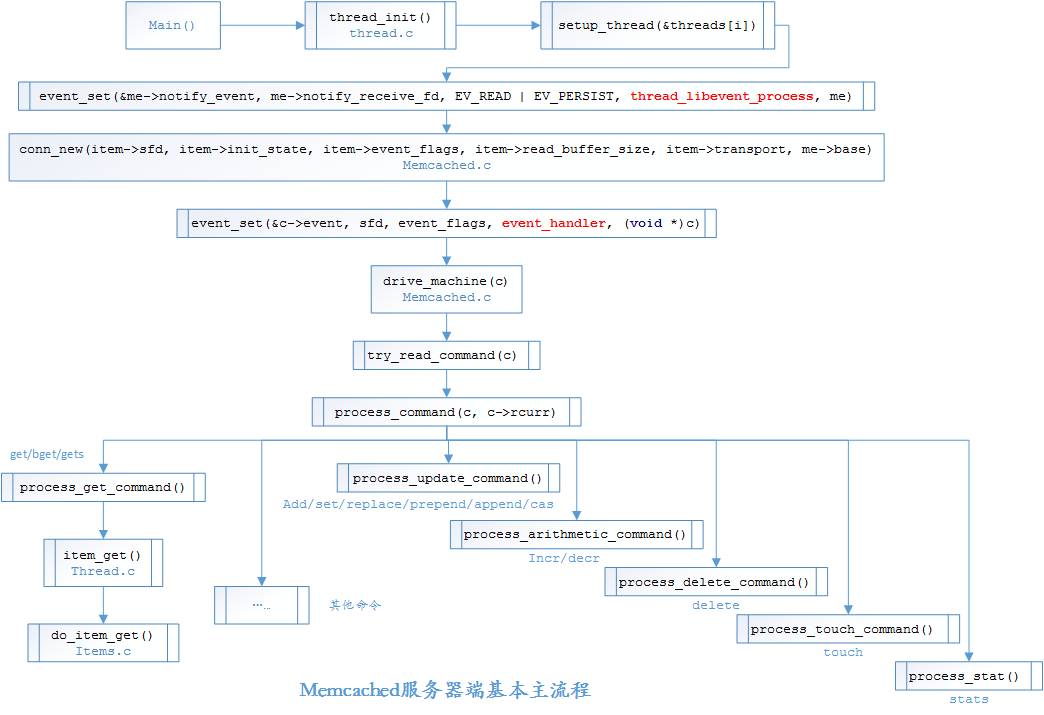 Main()
thread_init()
thread.c
setup_thread(&threads[i])
event_set(&me->notify_event, me->notify_receive_fd, EV_READ | EV_PERSIST, thread_libevent_process, me)
conn_new(item->sfd, item->init_state, item->event_flags, item->read_buffer_size, item->transport, me->base)
Memcached.c
event_set(&c->event, sfd, event_flags, event_handler, (void *)c)
drive_machine(c)
Memcached.c
try_read_command(c)
process_command(c, c->rcurr)
get/bget/gets
process_get_command()
item_get()
Thread.c
do_item_get()
Items.c
……
其他命令
process_update_command()
Add/set/replace/prepend/append/cas
process_arithmetic_command()
Incr/decr
process_delete_command()
delete
process_touch_command()
touch
process_stat()
stats
Memcached服务器端基本主流程